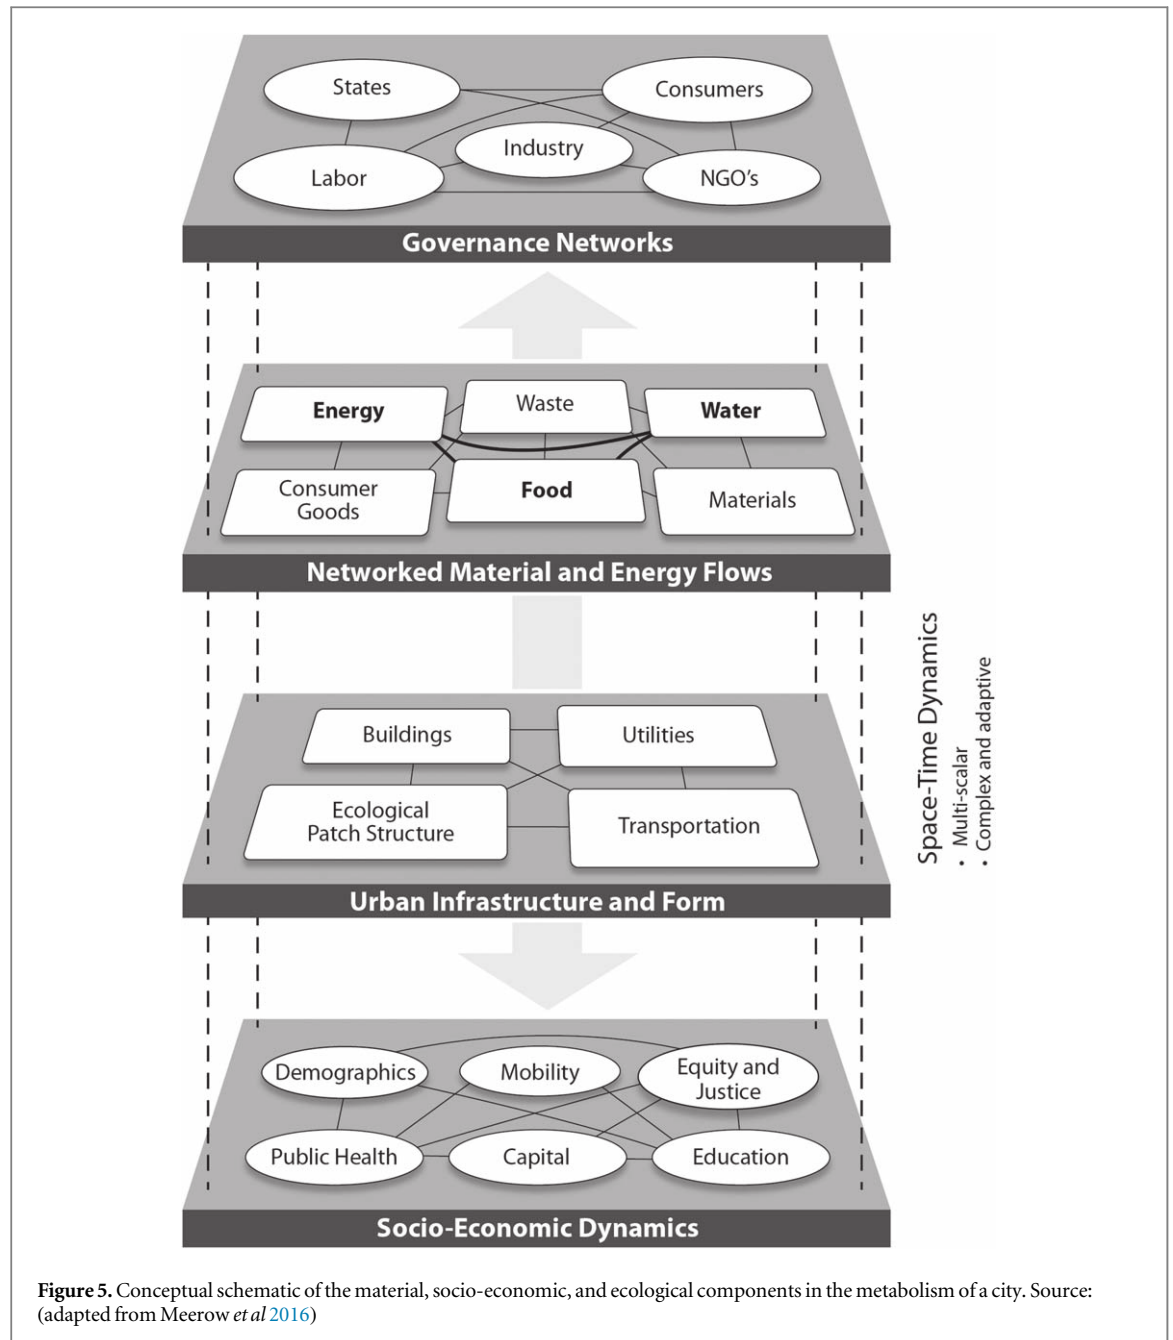 States
Consumers
Industry
Labor
NGO's
Governance Networks
Energy
Waste
Water
Consumer
Goods
Food
Materials
Networked Material and Energy Flows
Buildings
Utilities
Ecological
Patch Structure
Transportation
Urban Infrastructure and Form
Demographics
Mobility
Equity and
Justice
Public Health
Capital
Education
Socio-Economic Dynamics
Space-Time Dynamics
• Multi-scalar
• Complex and adaptive
Figure 5. Conceptual schematic of the material, socio-economic, and ecological components in the metabolism of a city. Source:
(adapted from Meerow et al 2016)